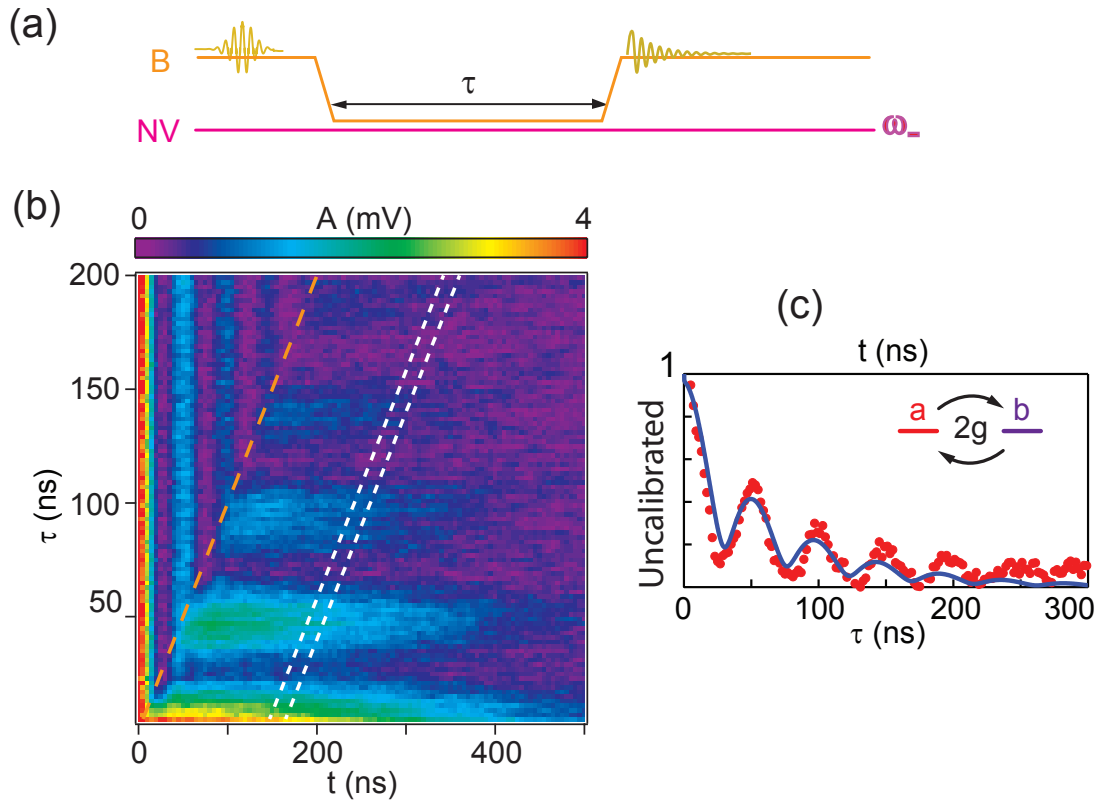 (a)
B
τ
NV
ω-
(b)
0 A (mV) 4
200
150
100
50
τ (ns)
0 200 400
t (ns)
(c)
t (ns)
1
Uncalibrated
a 2g b
0 100 200 300
τ (ns)